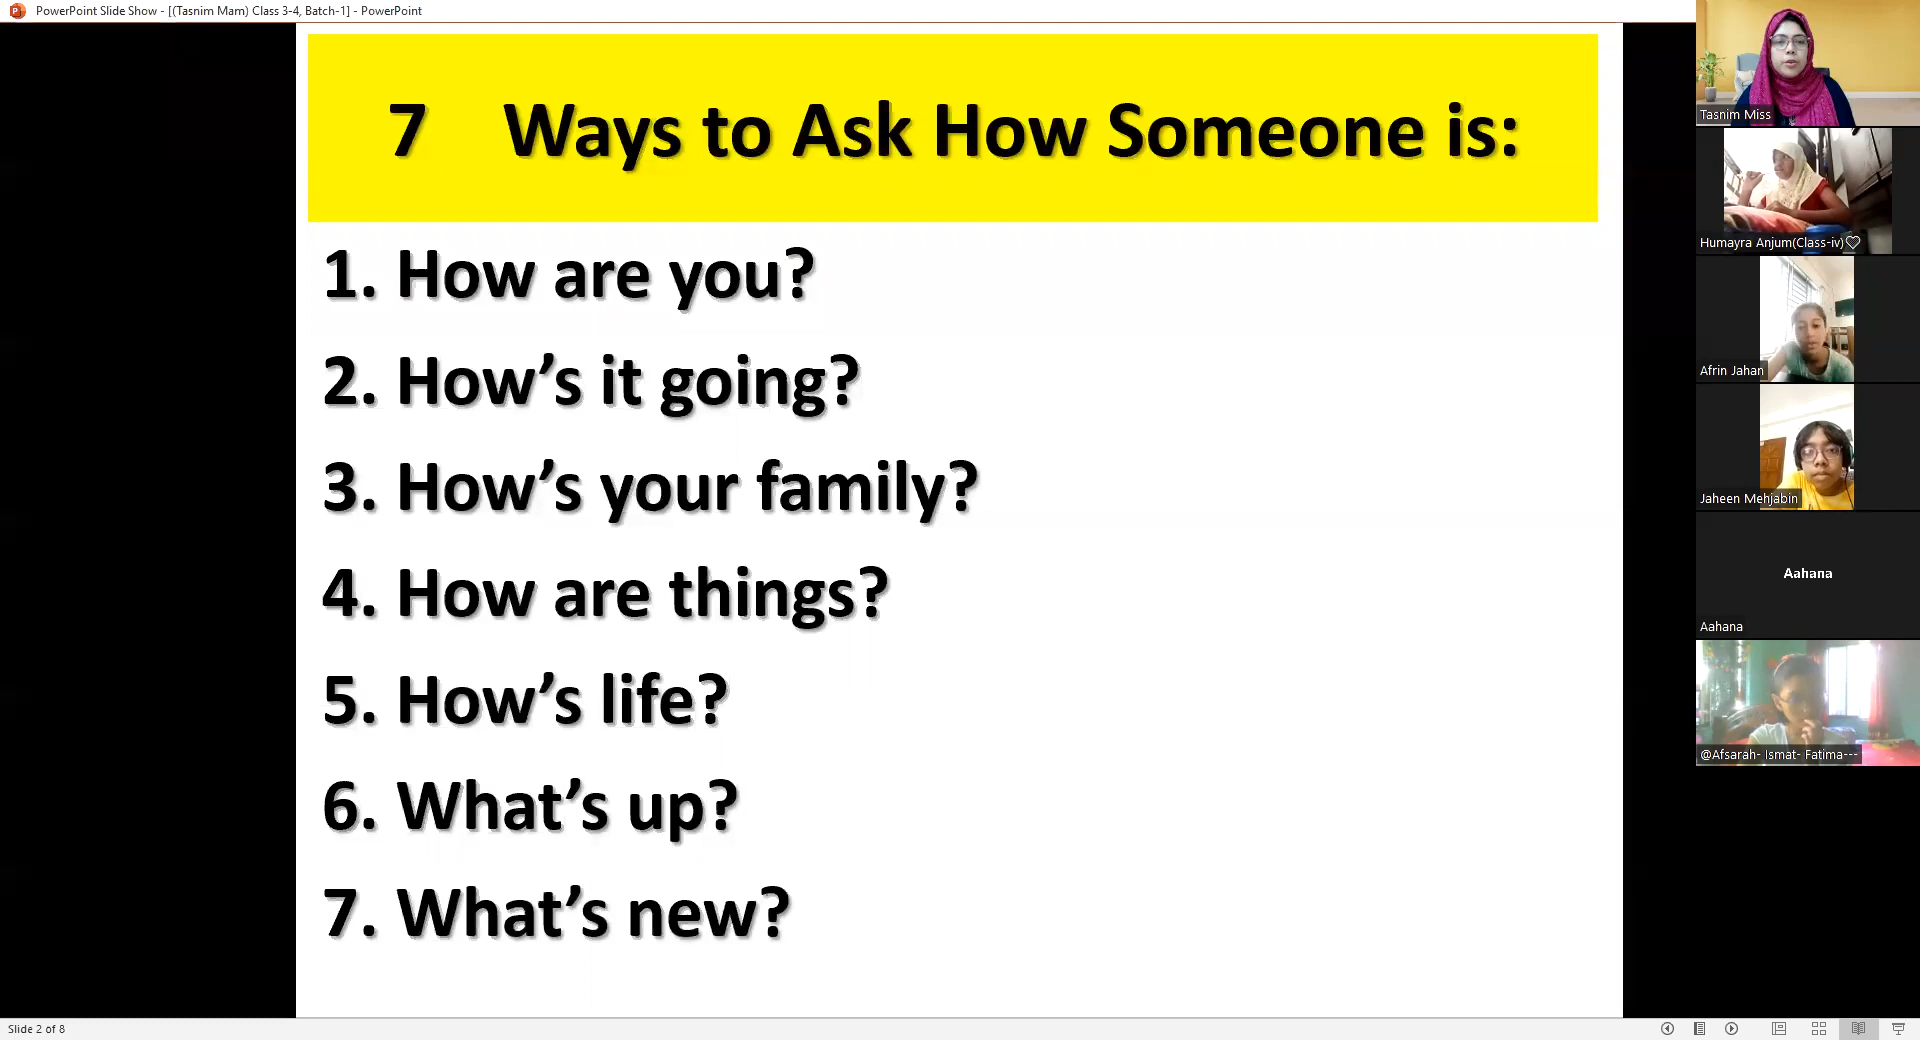 PowerPoint Slide Show - [(Tasnim Mam) Class 3-4, Batch-1] - PowerPoint
7 Ways to Ask How Someone is:
1. How are you?
2. How’s it going?
3. How’s your family?
4. How are things?
5. How’s life?
6. What’s up?
7. What’s new?
Tasnim Miss
Humayra Anjum(Class-iv)♡
Afrin Jahan
Jaheen Mehjabin
Aahana
Aahana
@Afsarah- Ismat- Fatima---
Slide 2 of 8